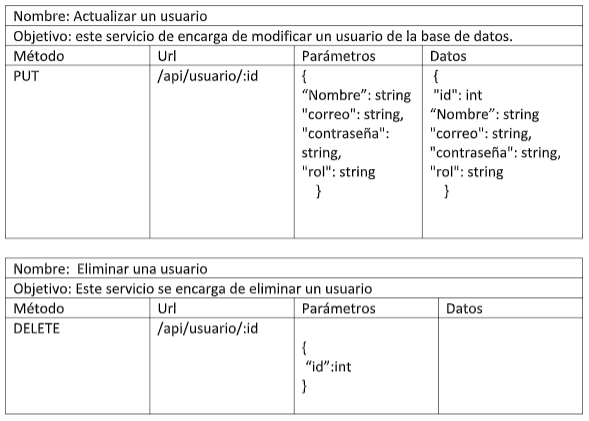 Nombre: Actualizar un usuario
Objetivo: este servicio de encarga de modificar un usuario de la base de datos.
Método Url Parámetros Datos
PUT /api/usuario/:id { {
“Nombre”: string "id": int
"correo": string, “Nombre”: string
"contraseña": "correo": string,
string, "contraseña": string,
"rol": string "rol": string
} }
Nombre: Eliminar una usuario
Objetivo: Este servicio se encarga de eliminar un usuario
Método Url Parámetros Datos
DELETE /api/usuario/:id
{
“id”:int
}